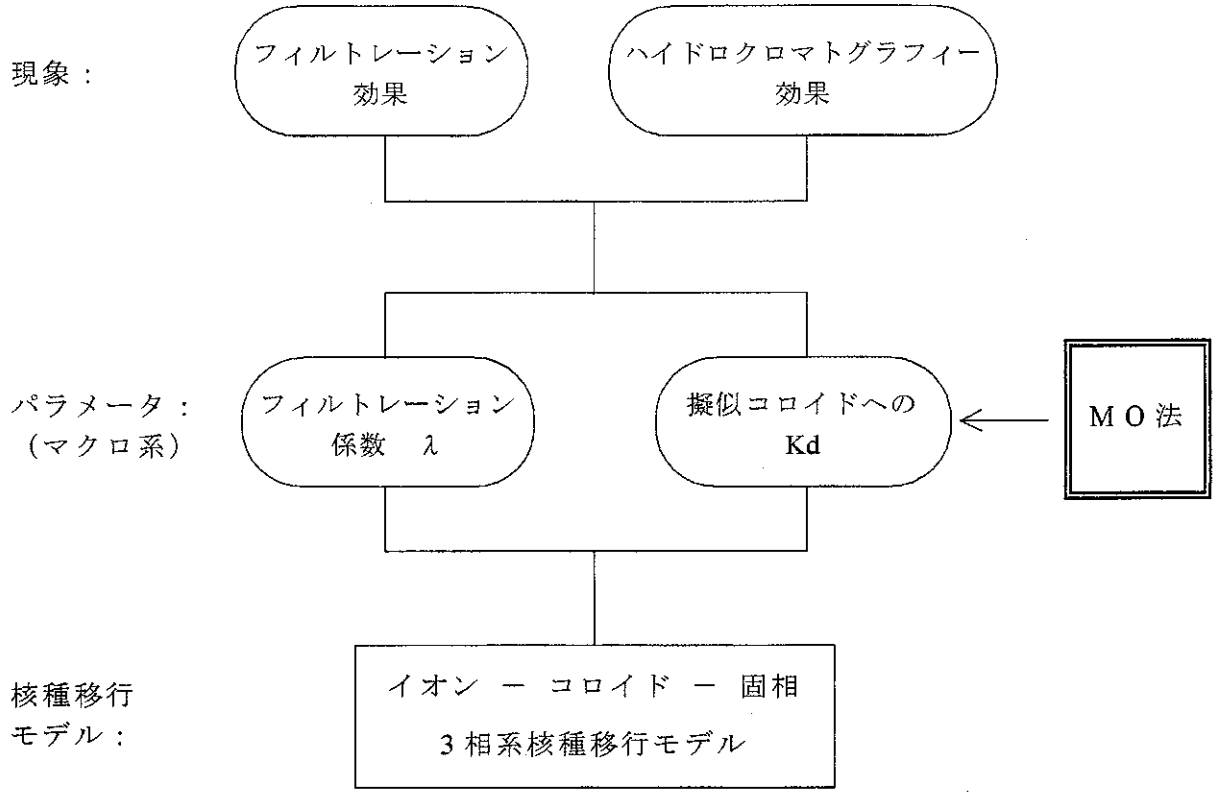 現象：
フィルトレーション
効果
ハイドロクロマトグラフィー
効果
パラメータ：
（マクロ系）
フィルトレーション
係数　λ
擬似コロイドへの
Kd
ＭＯ法
核種移行
モデル：
イオン － コロイド － 固相
3相系核種移行モデル